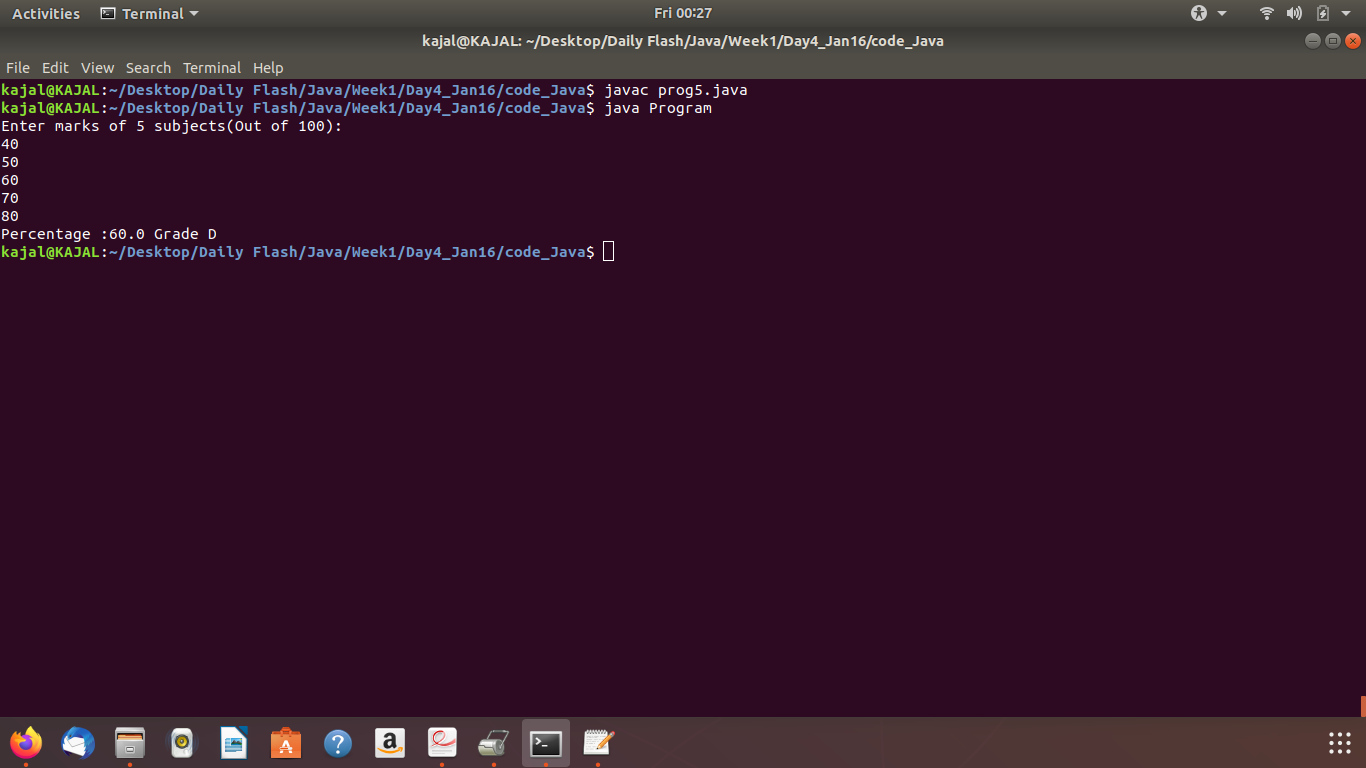 Activities Terminal Fri 00:27
kajal@KAJAL: ~/Desktop/Daily Flash/Java/Week1/Day4_Jan16/code_Java
File Edit View Search Terminal Help
kajal@KAJAL:~/Desktop/Daily Flash/Java/Week1/Day4_Jan16/code_Java$ javac prog5.java
kajal@KAJAL:~/Desktop/Daily Flash/Java/Week1/Day4_Jan16/code_Java$ java Program
Enter marks of 5 subjects(Out of 100):
40
50
60
70
80
Percentage :60.0 Grade D
kajal@KAJAL:~/Desktop/Daily Flash/Java/Week1/Day4_Jan16/code_Java$